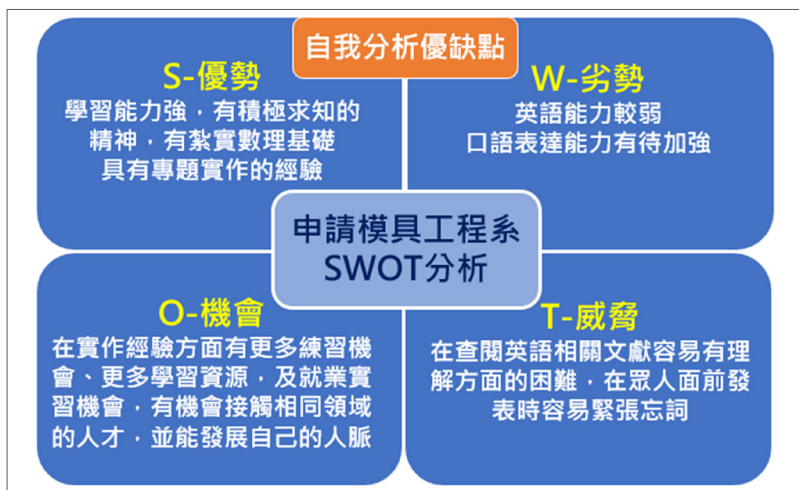 自我分析優缺點
S-優勢
學習能力強，有積極求知的
精神，有紮實數理基礎
具有專題實作的經驗
W-劣勢
英語能力較弱
口語表達能力有待加強
申請模具工程系
SWOT分析
O-機會
在實作經驗方面有更多練習機
會、更多學習資源，及就業實
習機會，有機會接觸相同領域
的人才，並能發展自己的人脈
T-威脅
在查閱英語相關文獻容易有理
解方面的困難，在眾人面前發
表時容易緊張忘詞